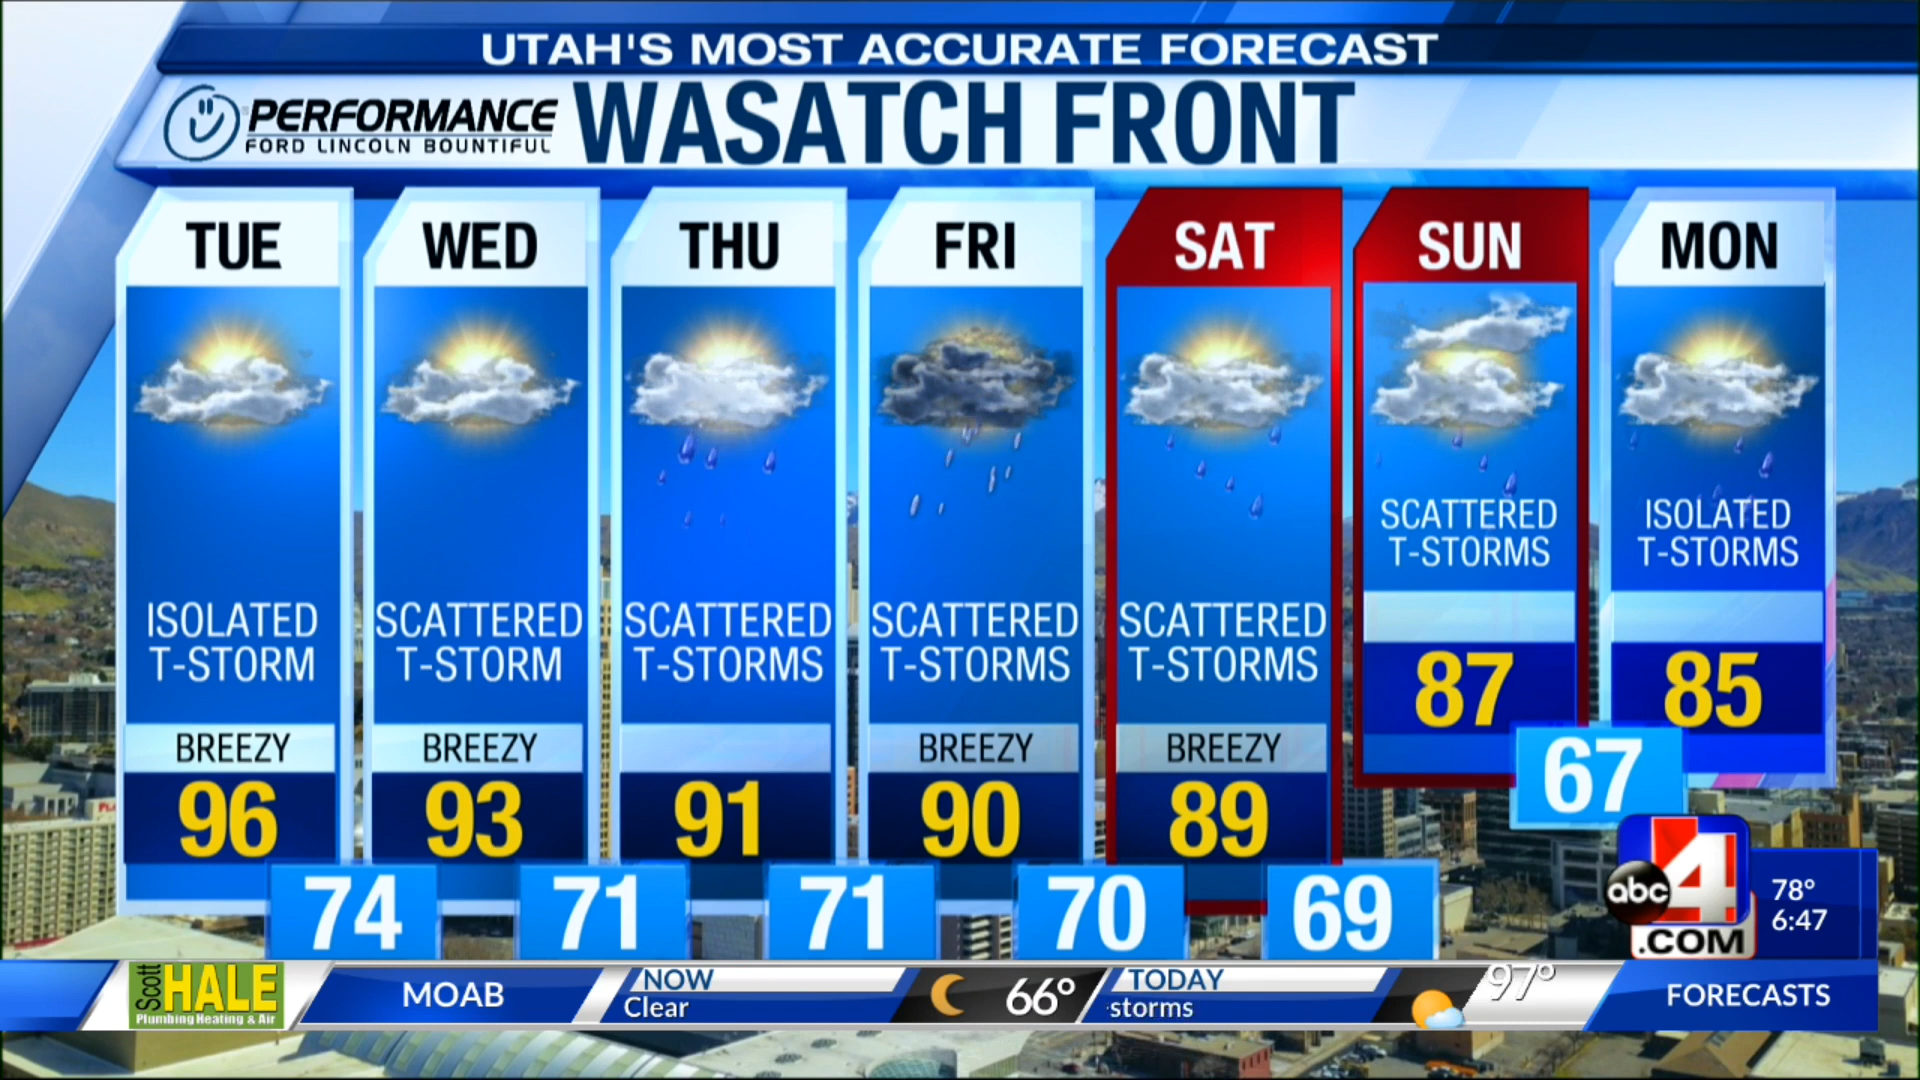 UTAH'S MOST ACCURATE FORECAST
PERFORMANCE
FORD LINCOLN BOUNTIFUL
WASATCH FRONT
TUE
ISOLATED
T-STORM
BREEZY
96
74
WED
SCATTERED
T-STORM
BREEZY
93
71
THU
SCATTERED
T-STORMS
91
71
FRI
SCATTERED
T-STORMS
BREEZY
90
70
SAT
SCATTERED
T-STORMS
BREEZY
89
69
SUN
SCATTERED
T-STORMS
87
67
MON
ISOLATED
T-STORMS
85
abc
4
.COM
78°
6:47
Scott
HALE
Plumbing Heating & Air
MOAB
NOW
Clear
66°
TODAY
storms
97°
FORECASTS